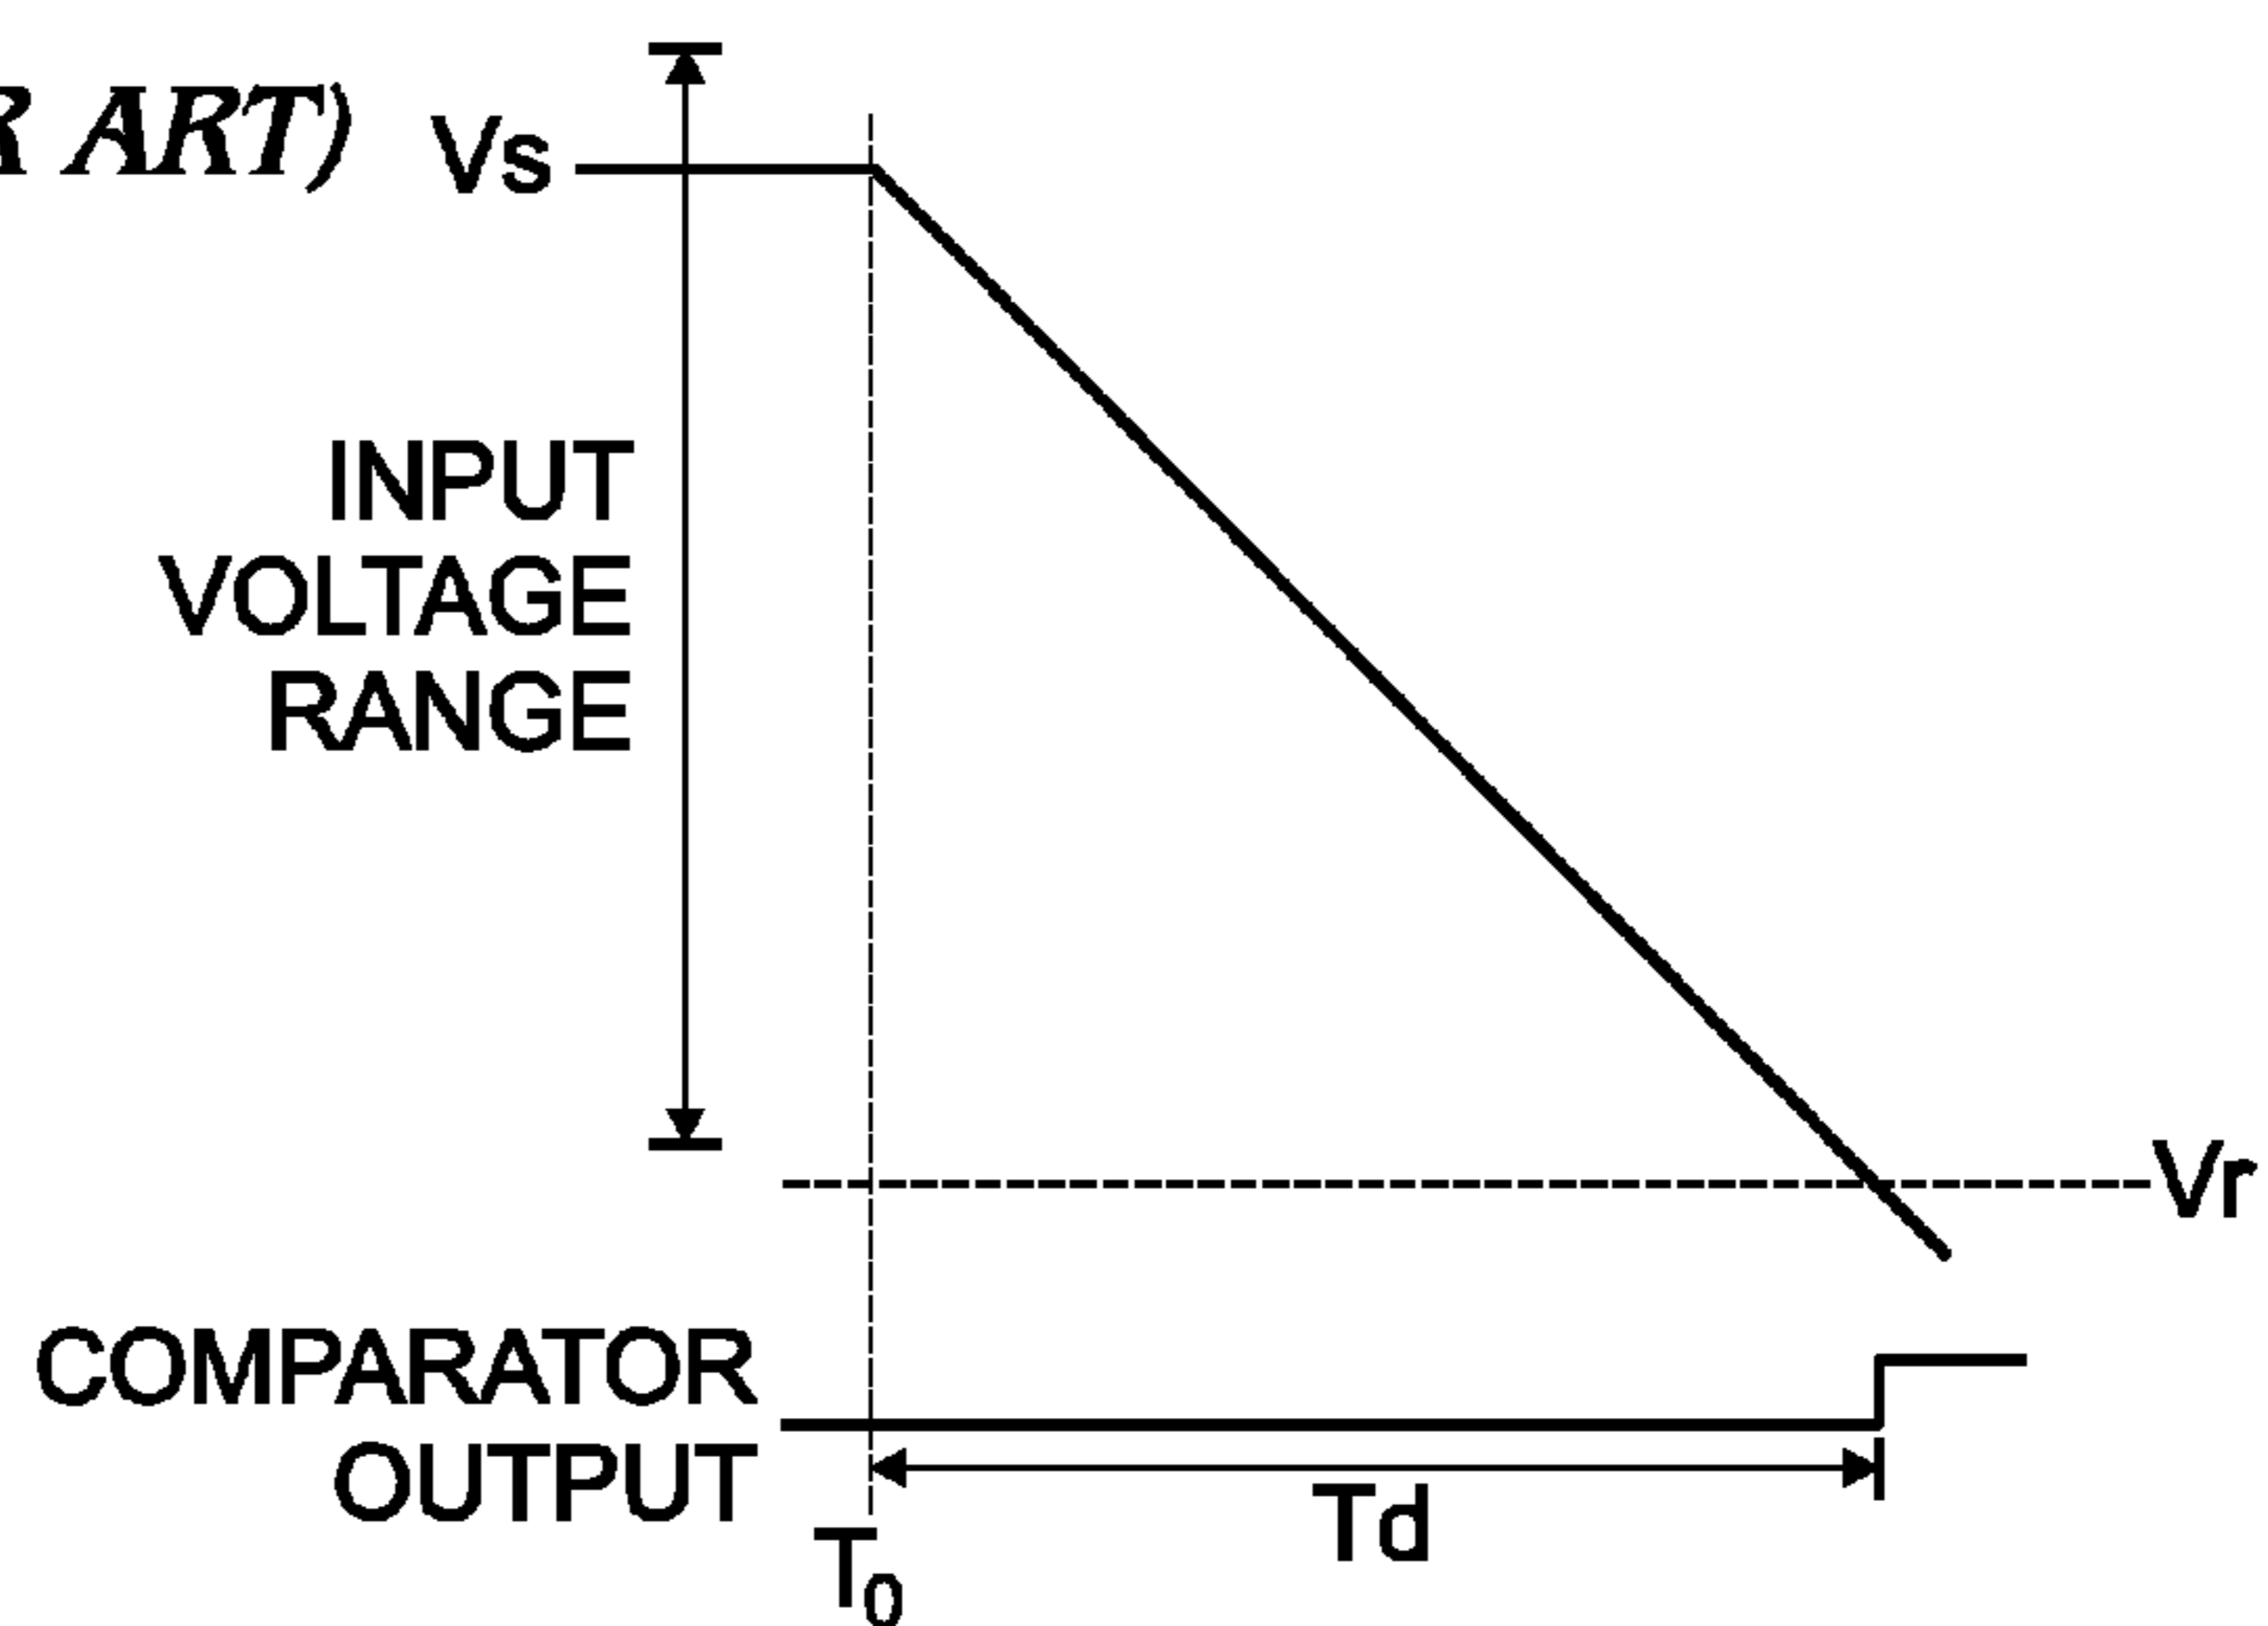 ART)
Vs
INPUT
VOLTAGE
RANGE
Vr
COMPARATOR
OUTPUT
Td
T₀